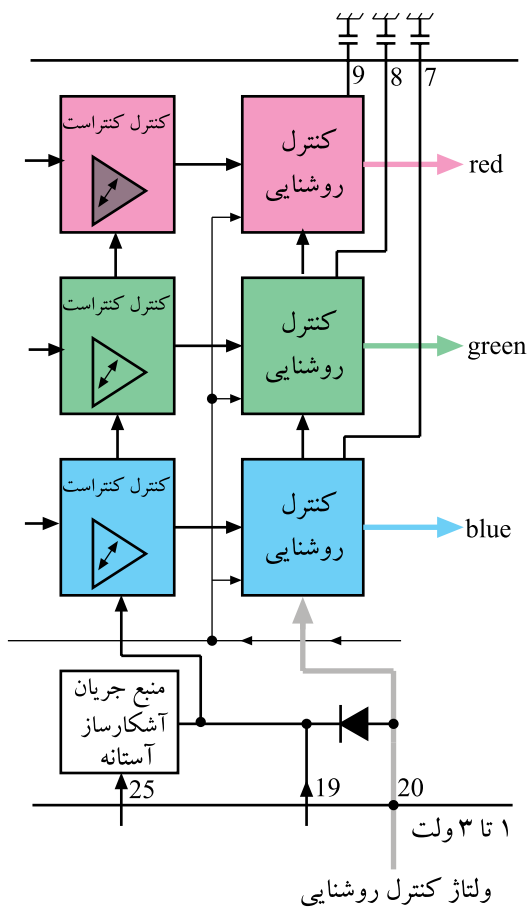 9
8
7
کنترل کنتراست
کنترل
روشنایی
red
کنترل کنتراست
کنترل
روشنایی
green
کنترل کنتراست
کنترل
روشنایی
blue
منبع جریان
آشکارساز
آستانه
25
19
20
۱ تا ۳ ولت
ولتاژ کنترل روشنایی